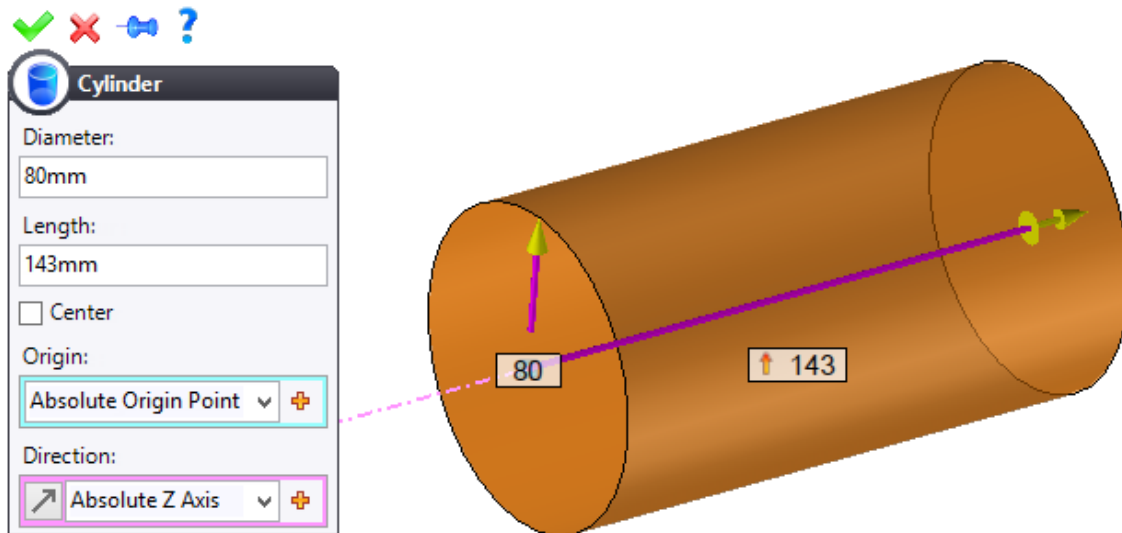 ?
Cylinder
Diameter:
80mm
Length:
143mm
Center
Origin:
Absolute Origin Point
Direction:
Absolute Z Axis
80
143